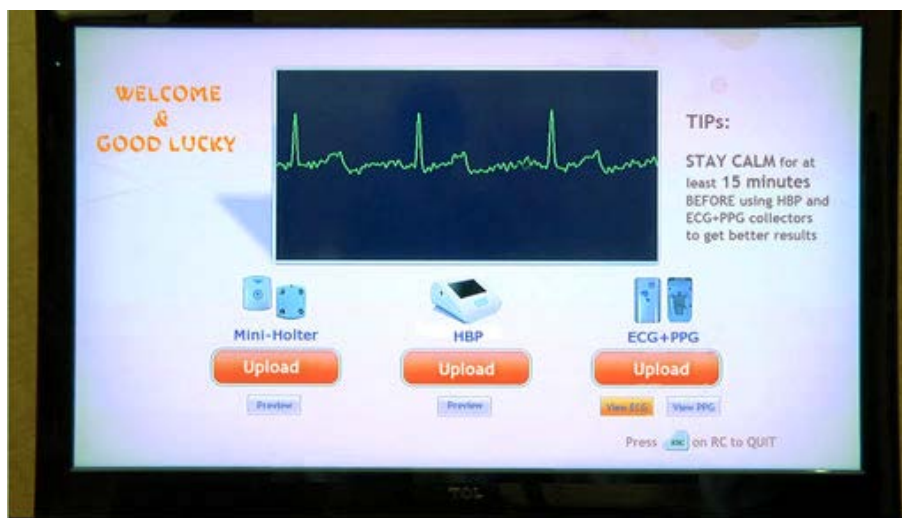 WELCOME
&
GOOD LUCKY
TIPs:
STAY CALM for at
least 15 minutes
BEFORE using HBP and
ECG+PPG collectors
to get better results
Mini-Holter
HBP
ECG+PPG
Upload
Upload
Upload
Preview
Preview
View ECG
View PPG
Press ESC on RC to QUIT
TCL